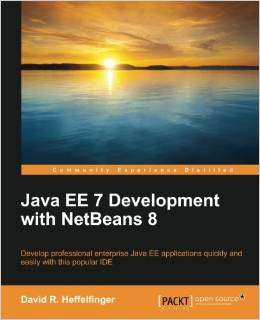 Community Experience Distilled
Java EE 7 Development
with NetBeans 8
Develop professional enterprise Java EE applications quickly and
easily with this popular IDE
David R. Heffelfinger
[PACKT] open source
PUBLISHING